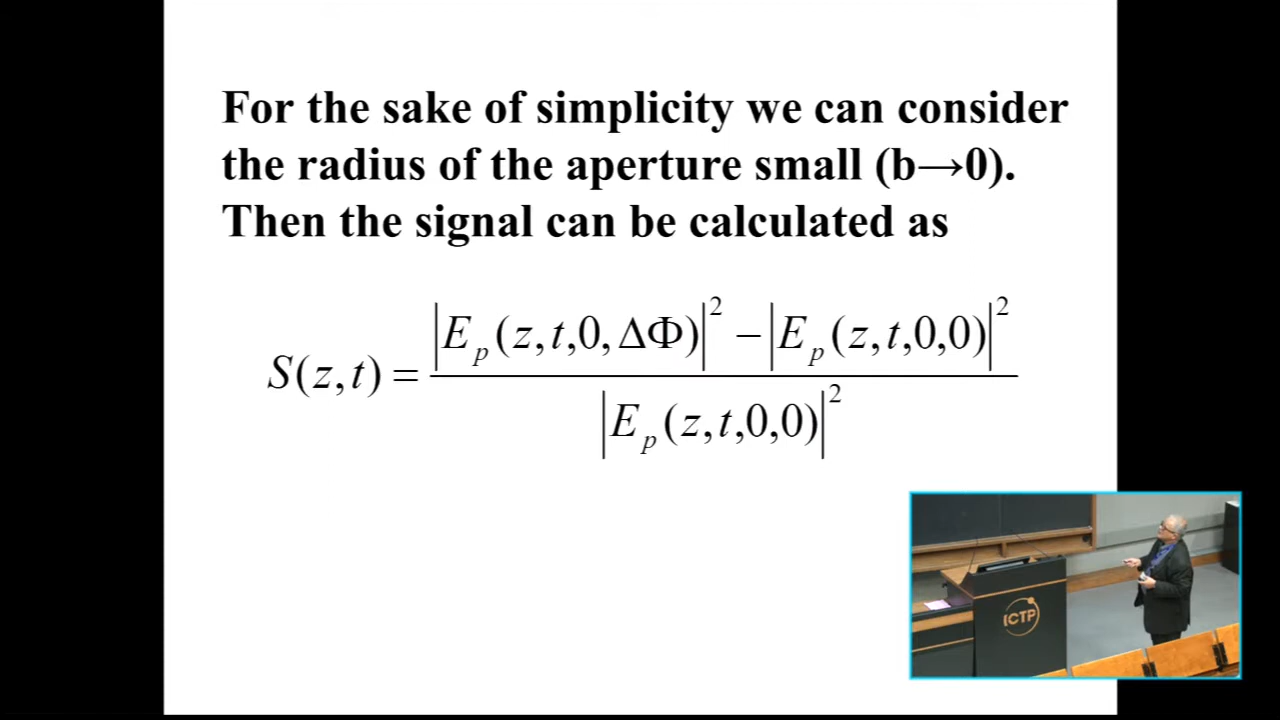 For the sake of simplicity we can consider
the radius of the aperture small (b→0).
Then the signal can be calculated as
S(z,t) = \frac{|E_p(z,t,0,ΔΦ)|^2 − |E_p(z,t,0,0)|^2}{|E_p(z,t,0,0)|^2}
ICTP